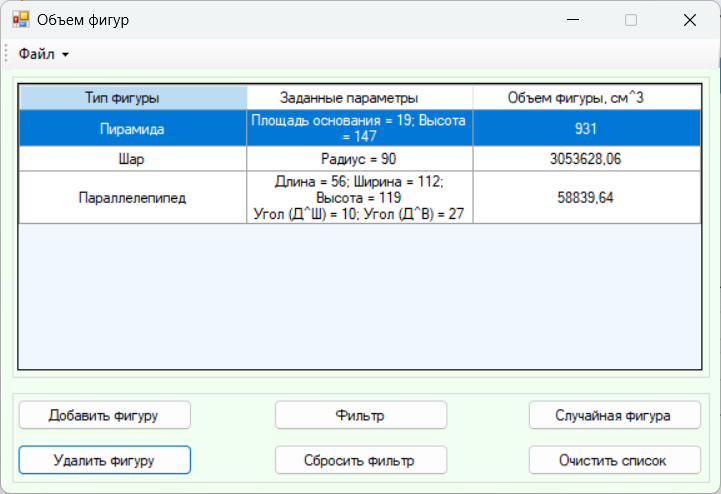 Объем фигур
Файл
Тип фигуры Заданные параметры Объем фигуры, см^3
Пирамида Площадь основания = 19; Высота = 147 931
Шар Радиус = 90 3053628,06
Параллелепипед Длина = 56; Ширина = 112; Высота = 119 Угол (Д^Ш) = 10; Угол (Д^В) = 27 58839,64
Добавить фигуру Фильтр Случайная фигура
Удалить фигуру Сбросить фильтр Очистить список